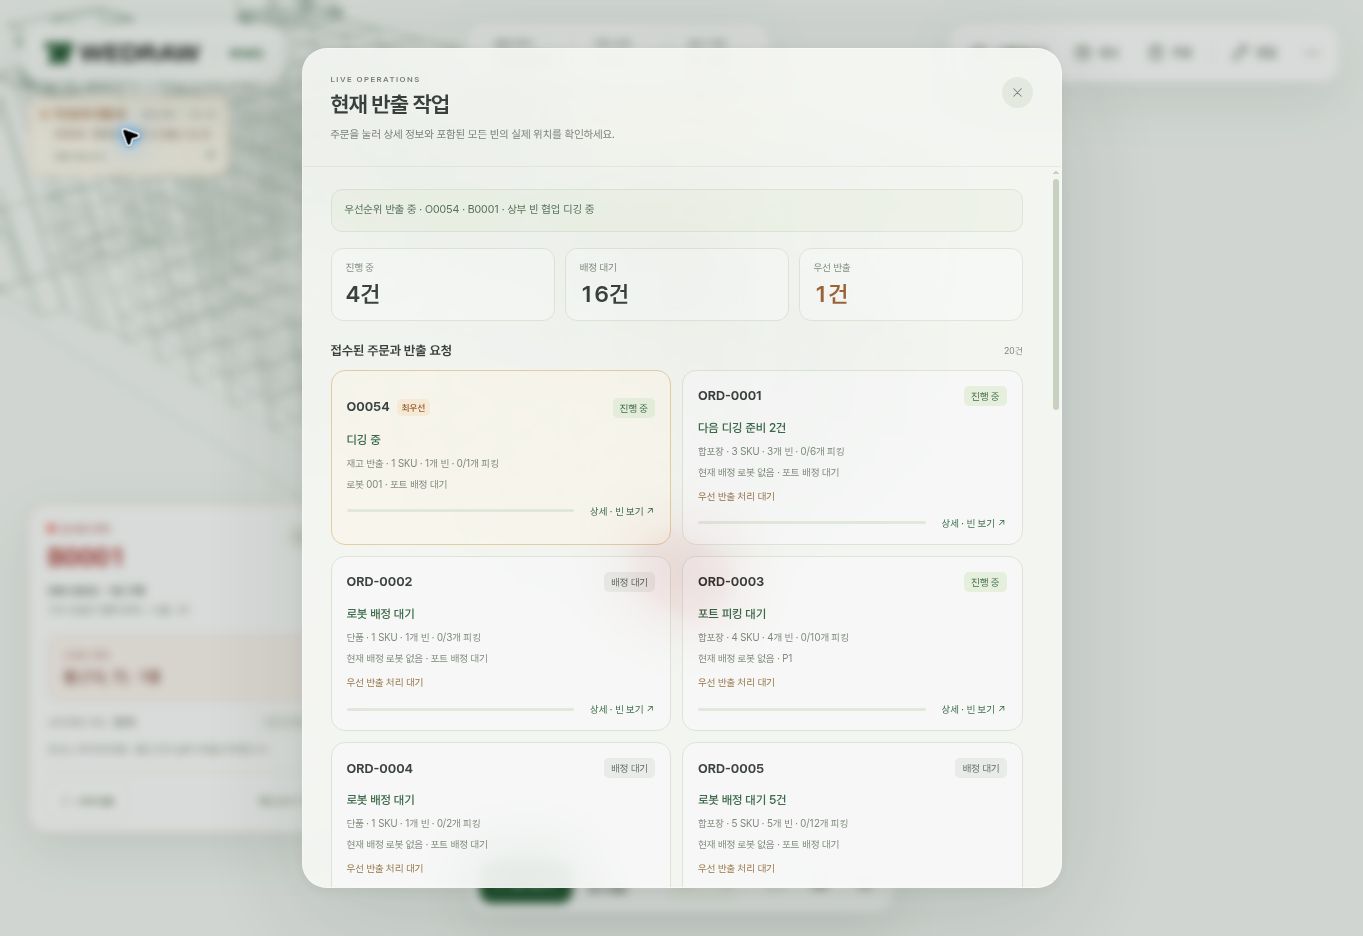 WEDRAW
LIVE OPERATIONS
현재 반출 작업
주문을 눌러 상세 정보와 포함된 모든 빈의 실제 위치를 확인하세요.
우선순위 반출 중 · O0054 · B0001 · 상부 빈 협업 디깅 중
진행 중
4건
배정 대기
16건
우선 반출
1건
접수된 주문과 반출 요청
20건
O0054 최우선 진행 중
디깅 중
재고 반출 · 1 SKU · 1개 빈 · 0/1개 피킹
로봇 001 · 포트 배정 대기
상세 · 빈 보기 ↗
ORD-0001 진행 중
다음 디깅 준비 2건
합포장 · 3 SKU · 3개 빈 · 0/6개 피킹
현재 배정 로봇 없음 · 포트 배정 대기
우선 반출 처리 대기
상세 · 빈 보기 ↗
ORD-0002 배정 대기
로봇 배정 대기
단품 · 1 SKU · 1개 빈 · 0/3개 피킹
현재 배정 로봇 없음 · 포트 배정 대기
우선 반출 처리 대기
상세 · 빈 보기 ↗
ORD-0003 진행 중
포트 피킹 대기
합포장 · 4 SKU · 4개 빈 · 0/10개 피킹
현재 배정 로봇 없음 · P1
우선 반출 처리 대기
상세 · 빈 보기 ↗
ORD-0004 배정 대기
로봇 배정 대기
단품 · 1 SKU · 1개 빈 · 0/2개 피킹
현재 배정 로봇 없음 · 포트 배정 대기
우선 반출 처리 대기
ORD-0005 배정 대기
로봇 배정 대기 5건
합포장 · 5 SKU · 5개 빈 · 0/12개 피킹
현재 배정 로봇 없음 · 포트 배정 대기
우선 반출 처리 대기
B0001